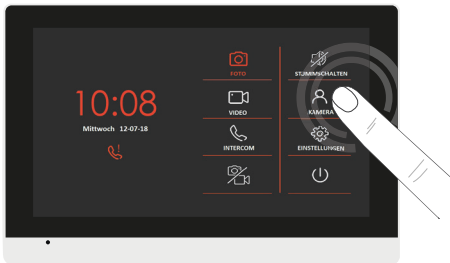 10:08
Mittwoch 12-07-18
FOTO
VIDEO
INTERCOM
STUMMSCHALTEN
KAMERA
EINSTELLUNGEN